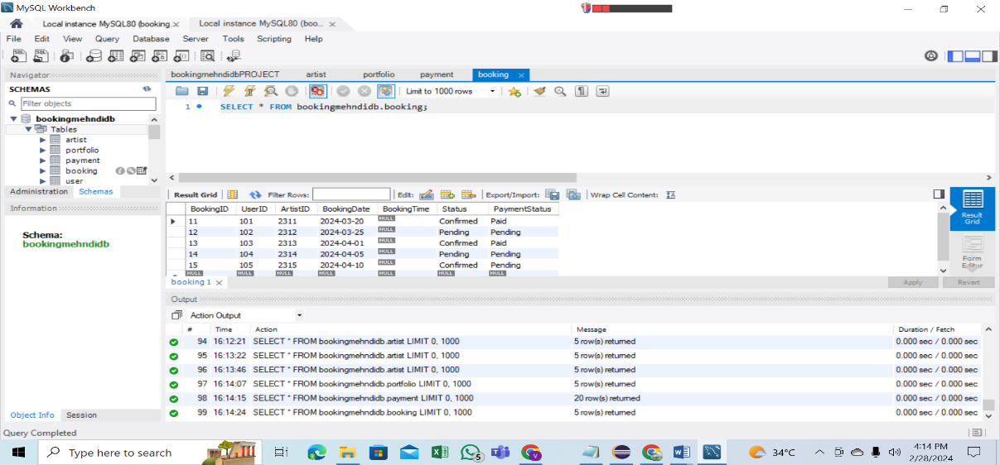 MySQL Workbench
Local instance MySQL80 (booking... Local instance MySQL80 (boo...
File Edit View Query Database Server Tools Scripting Help
Navigator
SCHEMAS
Filter objects
bookingmehndidb
Tables
artist
portfolio
payment
booking
user
Administration Schemas
Information
Schema:
bookingmehndidb
Object Info Session
bookingmehndidbPROJECT artist portfolio payment booking
Limit to 1000 rows
1 SELECT * FROM bookingmehndidb.booking;
Result Grid Filter Rows: Edit: Export/Import: Wrap Cell Content:
BookingID UserID ArtistID BookingDate BookingTime Status PaymentStatus
11 101 2311 2024-03-20 NULL Confirmed Paid
12 102 2312 2024-03-25 NULL Pending Pending
13 103 2313 2024-04-01 NULL Confirmed Paid
14 104 2314 2024-04-05 NULL Pending Pending
15 105 2315 2024-04-10 NULL Confirmed Pending
NULL NULL NULL NULL NULL NULL NULL
Result
Grid
Form
Editor
booking 1 Apply Revert
Output
Action Output
# Time Action Message Duration / Fetch
94 16:12:21 SELECT * FROM bookingmehndidb.artist LIMIT 0, 1000 5 row(s) returned 0.000 sec / 0.000 sec
95 16:13:22 SELECT * FROM bookingmehndidb.artist LIMIT 0, 1000 5 row(s) returned 0.000 sec / 0.000 sec
96 16:13:46 SELECT * FROM bookingmehndidb.artist LIMIT 0, 1000 5 row(s) returned 0.000 sec / 0.000 sec
97 16:14:07 SELECT * FROM bookingmehndidb.portfolio LIMIT 0, 1000 5 row(s) returned 0.000 sec / 0.000 sec
98 16:14:15 SELECT * FROM bookingmehndidb.payment LIMIT 0, 1000 20 row(s) returned 0.000 sec / 0.000 sec
99 16:14:24 SELECT * FROM bookingmehndidb.booking LIMIT 0, 1000 5 row(s) returned 0.000 sec / 0.000 sec
Query Completed
Type here to search 5 34°C 4:14 PM
2/28/2024